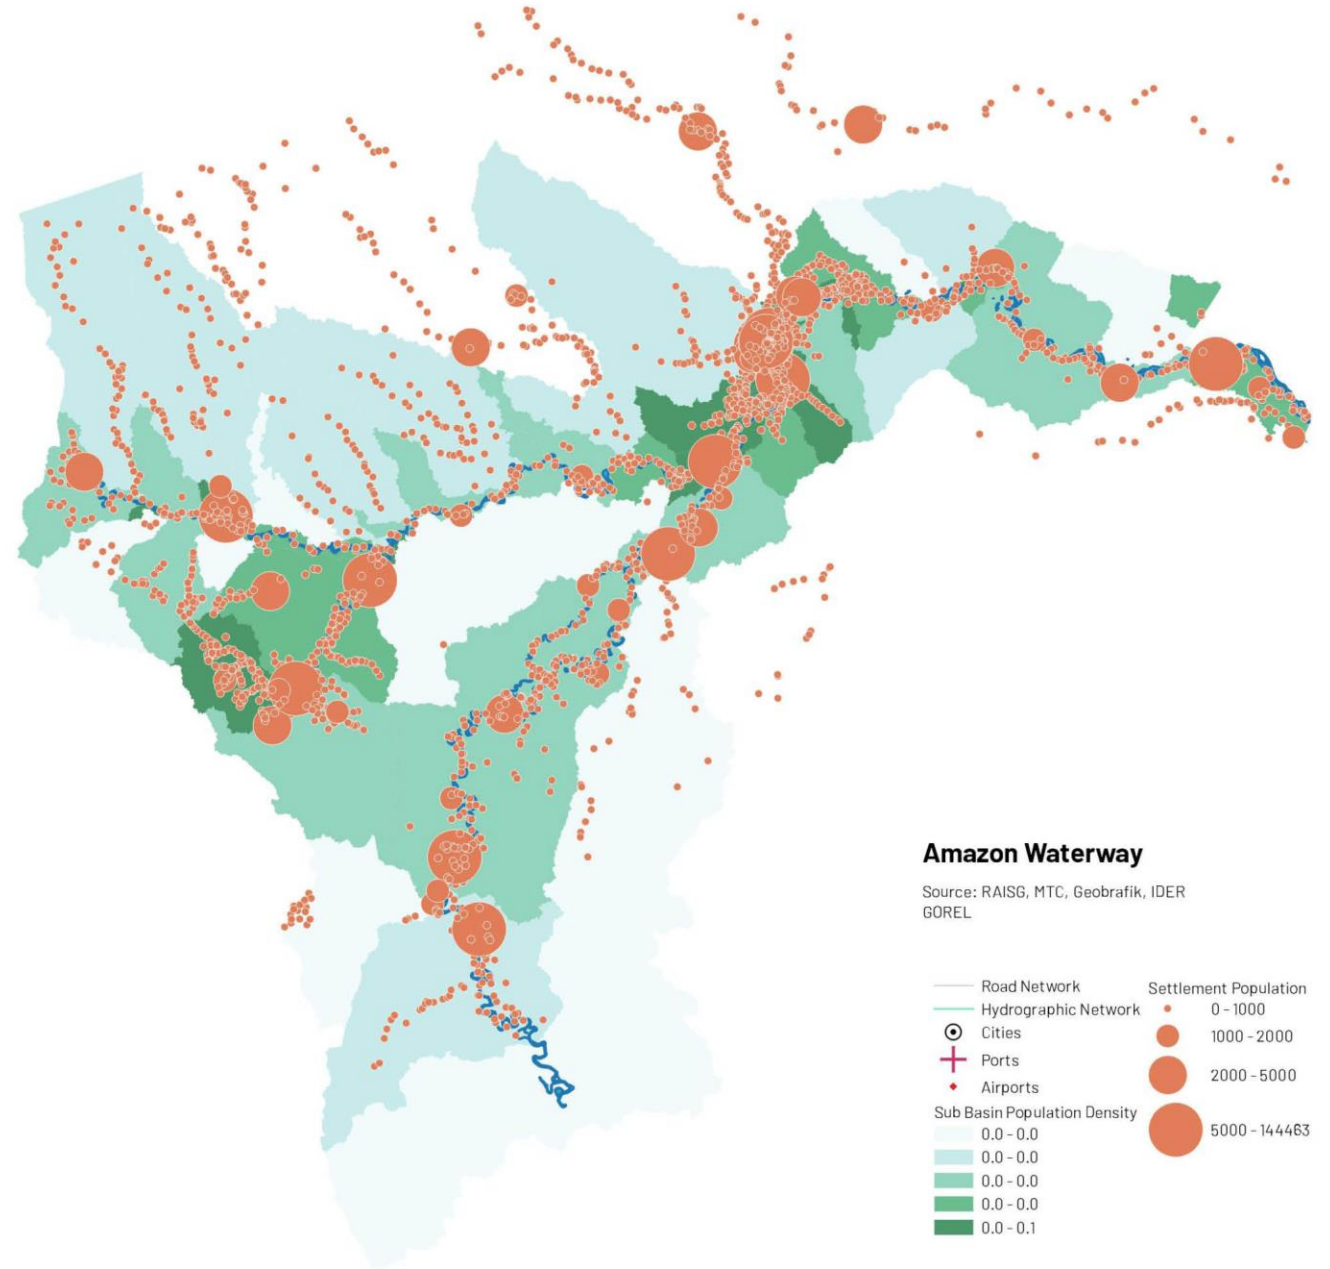 Amazon Waterway
Source: RAISG, MTC, Geobrafik, IDER
GOREL
Road Network
Hydrographic Network
Cities
Ports
Airports
Sub Basin Population Density
0.0 - 0.0
0.0 - 0.0
0.0 - 0.0
0.0 - 0.0
0.0 - 0.1
Settlement Population
0 - 1000
1000 - 2000
2000 - 5000
5000 - 144463